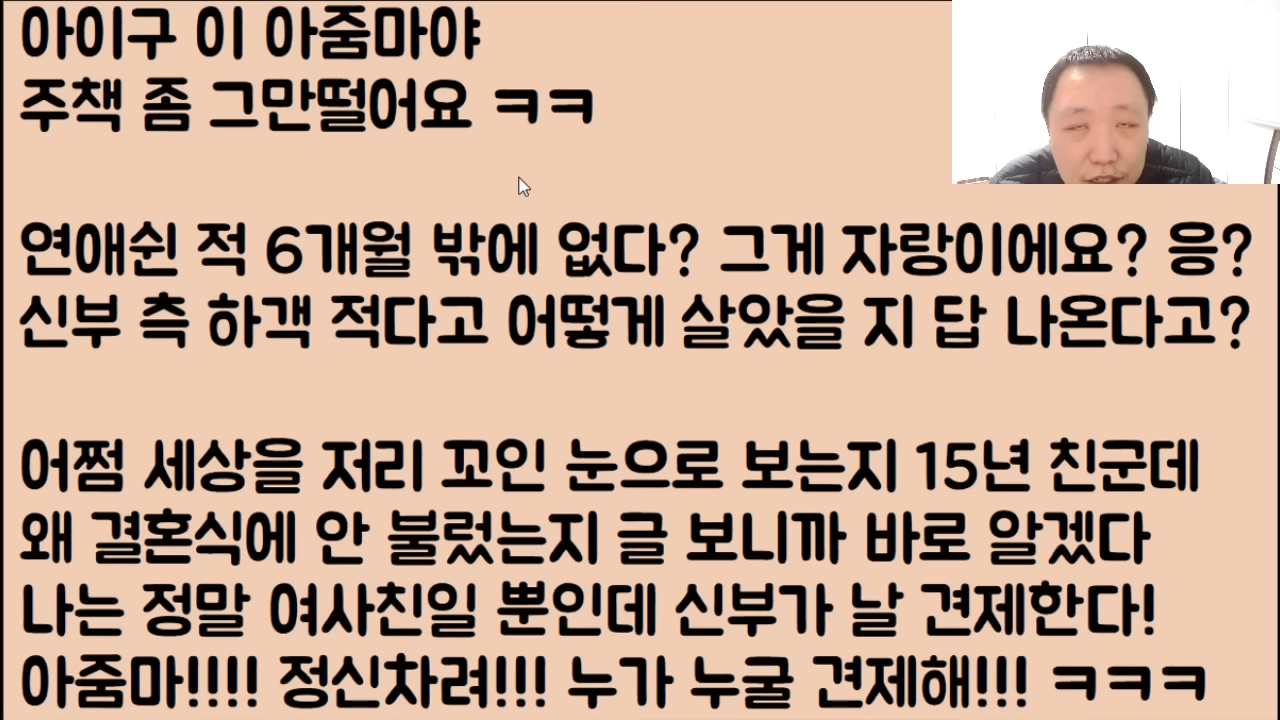 아이구 이 아줌마야
주책 좀 그만떨어요 ㅋㅋ
연애쉰 적 6개월 밖에 없다? 그게 자랑이에요? 응?
신부 측 하객 적다고 어떻게 살았을 지 답 나온다고?
어쩜 세상을 저리 꼬인 눈으로 보는지 15년 친군데
왜 결혼식에 안 불렀는지 글 보니까 바로 알겠다
나는 정말 여사친일 뿐인데 신부가 날 견제한다!
아줌마!!!! 정신차려!!! 누가 누굴 견제해!!! ㅋㅋㅋ